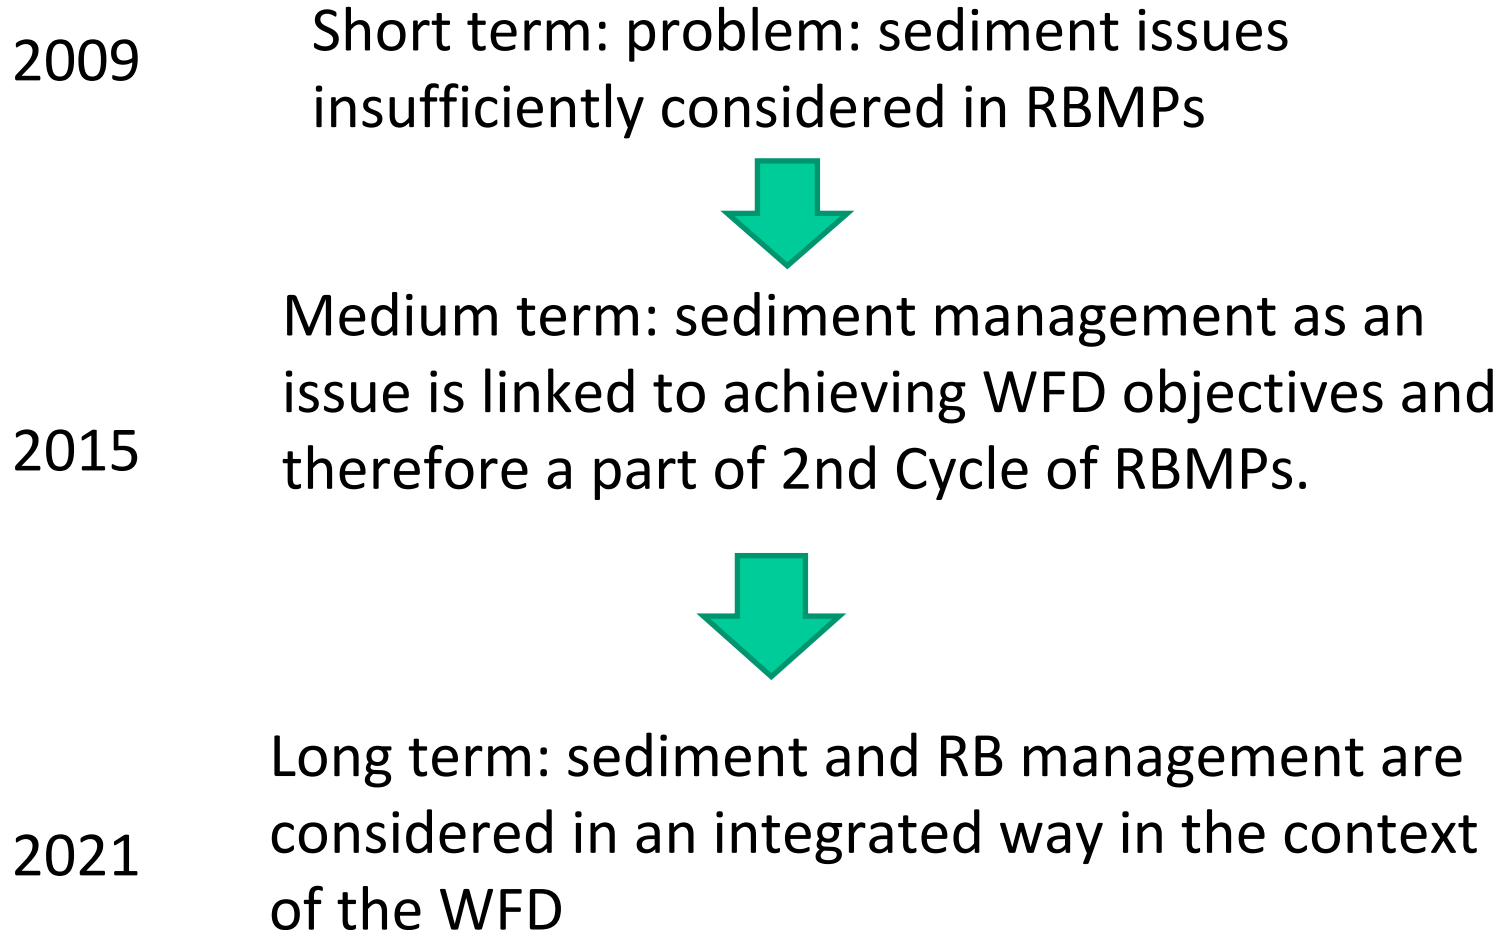 2009
Short term: problem: sediment issues
insufficiently considered in RBMPs
Medium term: sediment management as an
issue is linked to achieving WFD objectives and
2015
therefore a part of 2nd Cycle of RBMPs.
Long term: sediment and RB management are
considered in an integrated way in the context
2021
of the WFD